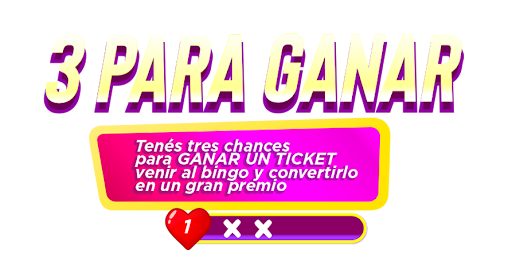 3 PARA GANAR
Tenés tres chances
para GANAR UN TICKET
venir al bingo y convertirlo
en un gran premio
1